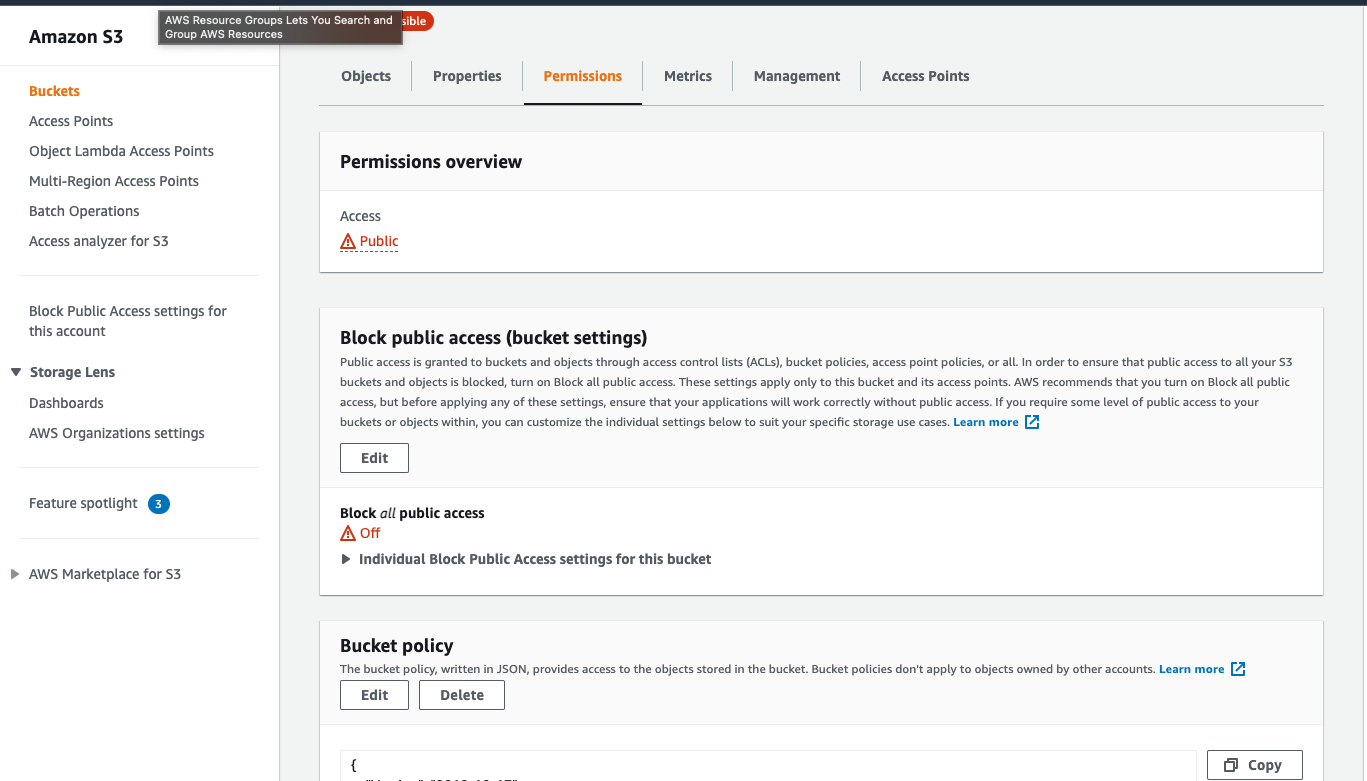 AWS Resource Groups Lets You Search and
Group AWS Resources
sible
Amazon S3
Buckets
Access Points
Object Lambda Access Points
Multi-Region Access Points
Batch Operations
Access analyzer for S3
Block Public Access settings for
this account
Storage Lens
Dashboards
AWS Organizations settings
Feature spotlight 3
AWS Marketplace for S3
Objects Properties Permissions Metrics Management Access Points
Permissions overview
Access
Public
Block public access (bucket settings)
Public access is granted to buckets and objects through access control lists (ACLs), bucket policies, access point policies, or all. In order to ensure that public access to all your S3
buckets and objects is blocked, turn on Block all public access. These settings apply only to this bucket and its access points. AWS recommends that you turn on Block all public
access, but before applying any of these settings, ensure that your applications will work correctly without public access. If you require some level of public access to your
buckets or objects within, you can customize the individual settings below to suit your specific storage use cases. Learn more
Edit
Block all public access
Off
Individual Block Public Access settings for this bucket
Bucket policy
The bucket policy, written in JSON, provides access to the objects stored in the bucket. Bucket policies don't apply to objects owned by other accounts. Learn more
Edit Delete
{
Copy